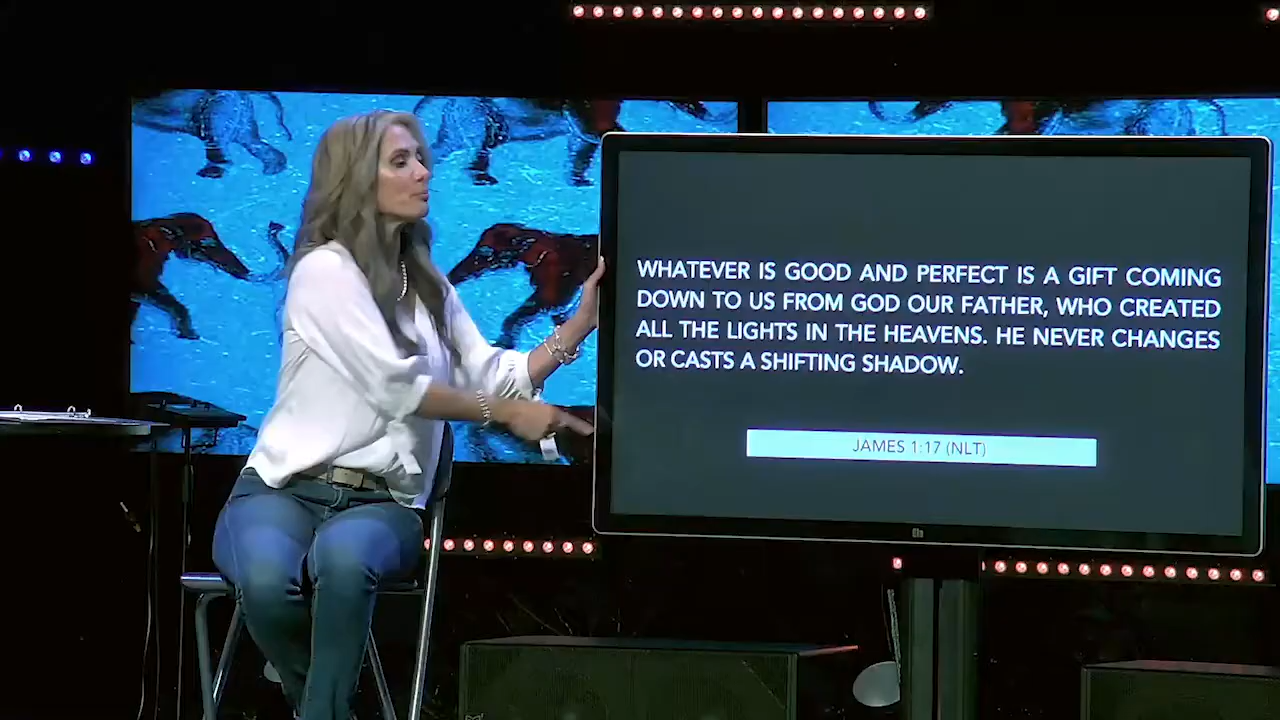 WHATEVER IS GOOD AND PERFECT IS A GIFT COMING
DOWN TO US FROM GOD OUR FATHER, WHO CREATED
ALL THE LIGHTS IN THE HEAVENS. HE NEVER CHANGES
OR CASTS A SHIFTING SHADOW.
JAMES 1:17 (NLT)
elo